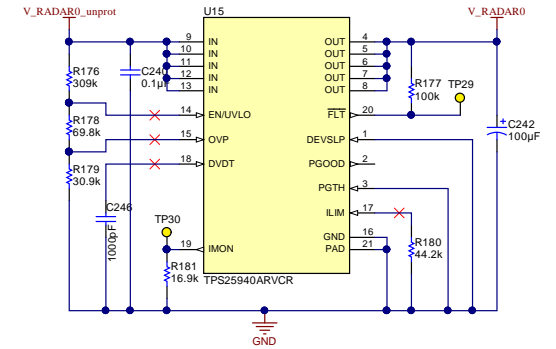 V_RADAR0_unprot
U15
V_RADAR0
R176
309k
C240
0.1µF
9
10
11
12
13
IN
IN
IN
IN
IN
OUT
OUT
OUT
OUT
OUT
4
5
6
7
8
R177
100k
TP29
R178
69.8k
14
EN/UVLO
FLT
20
15
OVP
DEVSLP
1
C242
100µF
+
18
DVDT
PGOOD
2
R179
30.9k
PGTH
3
C246
1000pF
ILIM
17
TP30
GND
16
19
IMON
PAD
21
R180
44.2k
R181
16.9k
TPS25940ARVCR
GND